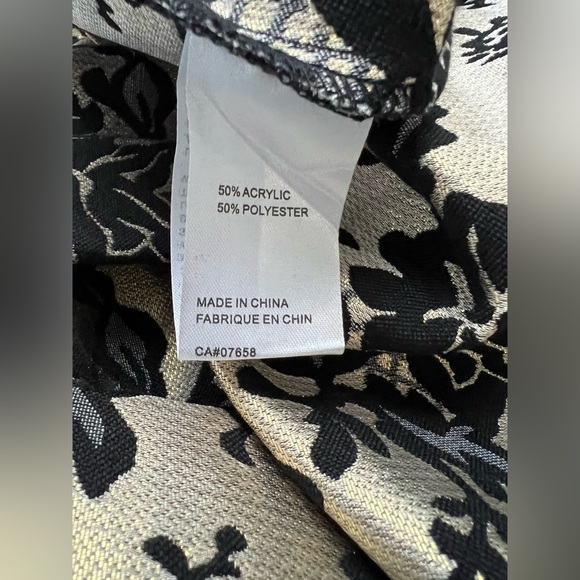 50% ACRYLIC
50% POLYESTER
MADE IN CHINA
FABRIQUE EN CHIN
CA#07658